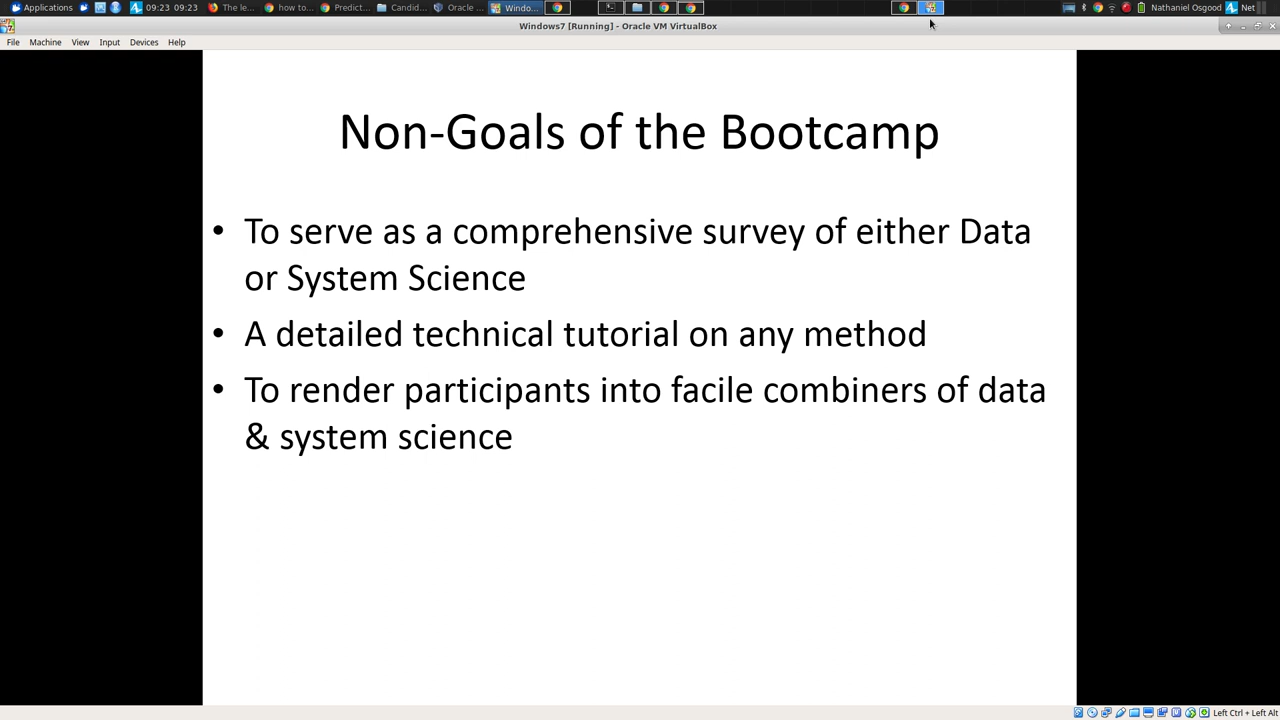 Applications
09:23 09:23
The le...
how to...
Predict...
Candid...
Oracle ...
Windo...
Nathaniel Osgood
Net
Windows7 [Running] - Oracle VM VirtualBox
File Machine View Input Devices Help
Non-Goals of the Bootcamp
• To serve as a comprehensive survey of either Data
or System Science
• A detailed technical tutorial on any method
• To render participants into facile combiners of data
& system science
Left Ctrl + Left Alt